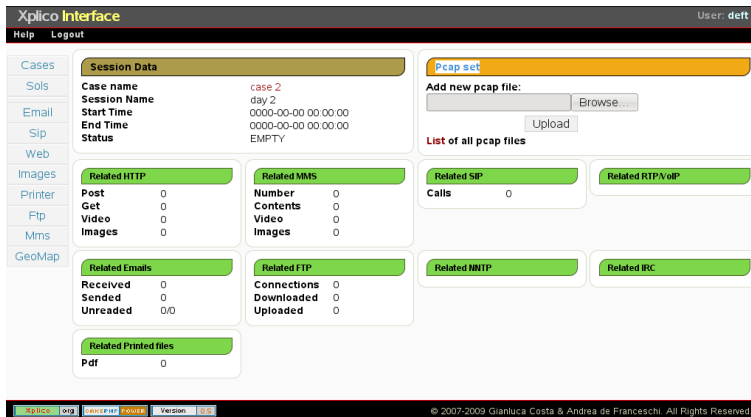 Xplico Interface
User: deft
Help Logout
Cases
Sols
Email
Sip
Web
Images
Printer
Ftp
Mms
GeoMap
Session Data
Case name case 2
Session Name day 2
Start Time 0000-00-00 00:00:00
End Time 0000-00-00 00:00:00
Status EMPTY
Pcap set
Add new pcap file:
Browse...
Upload
List of all pcap files
Related HTTP
Post 0
Get 0
Video 0
Images 0
Related MMS
Number 0
Contents 0
Video 0
Images 0
Related SIP
Calls 0
Related RTP/VoIP
Related Emails
Received 0
Sended 0
Unreaded 0/0
Related FTP
Connections 0
Downloaded 0
Uploaded 0
Related NNTP
Related IRC
Related Printed files
Pdf 0
Xplico org CAKEPHP POWER Version 0.5
© 2007-2009 Gianluca Costa & Andrea de Franceschi. All Rights Reserved